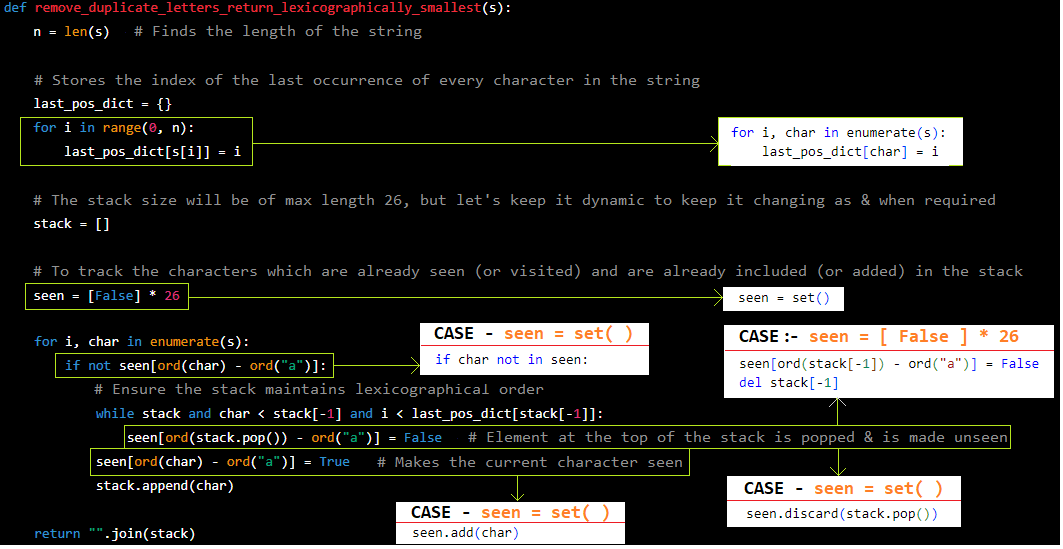 def remove_duplicate_letters_return_lexicographically_smallest(s):
n = len(s)   # Finds the length of the string
# Stores the index of the last occurrence of every character in the string
last_pos_dict = {}
for i in range(0, n):
last_pos_dict[s[i]] = i
for i, char in enumerate(s):
last_pos_dict[char] = i
# The stack size will be of max length 26, but let's keep it dynamic to keep it changing as & when required
stack = []
# To track the characters which are already seen (or visited) and are already included (or added) in the stack
seen = [False] * 26
seen = set()
for i, char in enumerate(s):
if not seen[ord(char) - ord("a")]:
CASE - seen = set( )
if char not in seen:
CASE :- seen = [ False ] * 26
seen[ord(stack[-1]) - ord("a")] = False
del stack[-1]
# Ensure the stack maintains lexicographical order
while stack and char < stack[-1] and i < last_pos_dict[stack[-1]]:
seen[ord(stack.pop()) - ord("a")] = False   # Element at the top of the stack is popped & is made unseen
seen[ord(char) - ord("a")] = True   # Makes the current character seen
stack.append(char)
CASE - seen = set( )
seen.discard(stack.pop())
CASE - seen = set( )
seen.add(char)
return "".join(stack)